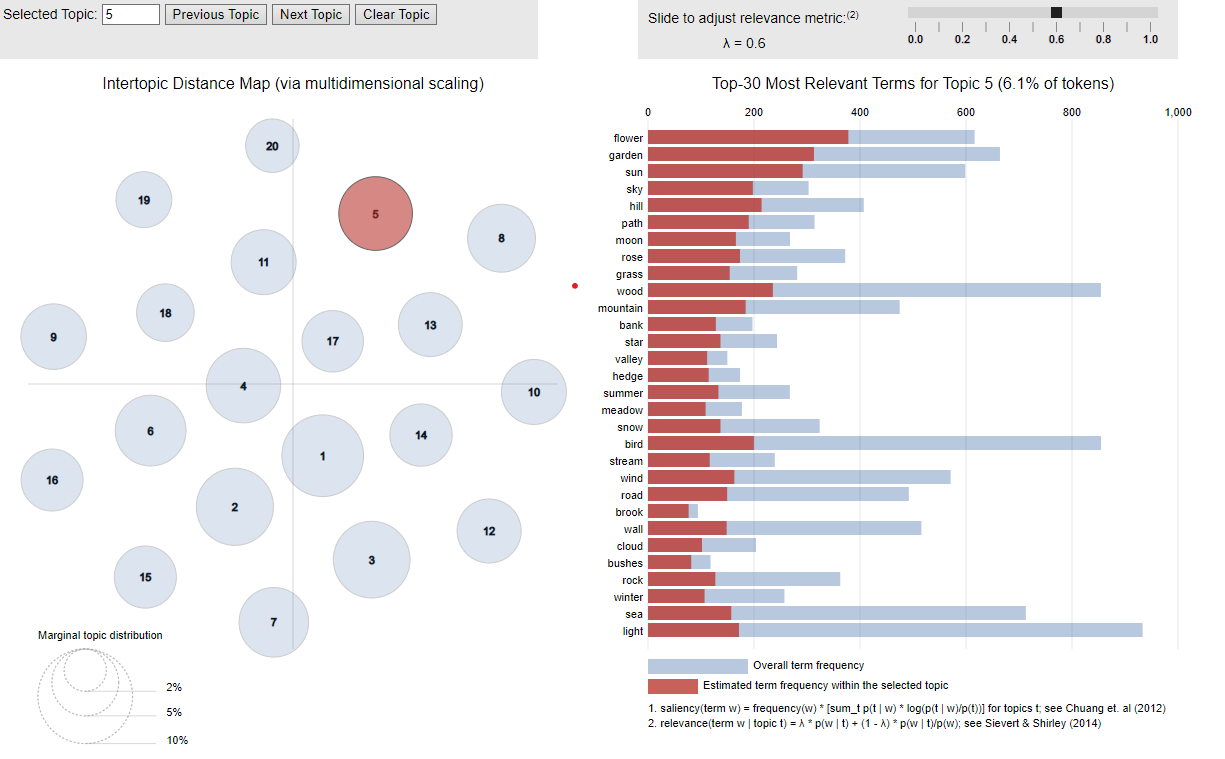 Selected Topic: 5 Previous Topic Next Topic Clear Topic
Slide to adjust relevance metric:(2)
λ = 0.6
0.0 0.2 0.4 0.6 0.8 1.0
Intertopic Distance Map (via multidimensional scaling)
20
19
5
8
11
18
9
17
13
4
10
6
14
1
16
2
12
3
15
7
Marginal topic distribution
2%
5%
10%
Top-30 Most Relevant Terms for Topic 5 (6.1% of tokens)
0 200 400 600 800 1,000
flower
garden
sun
sky
hill
path
moon
rose
grass
wood
mountain
bank
star
valley
hedge
summer
meadow
snow
bird
stream
wind
road
brook
wall
cloud
bushes
rock
winter
sea
light
Overall term frequency
Estimated term frequency within the selected topic
1. saliency(term w) = frequency(w) * [sum_t p(t | w) * log(p(t | w)/p(t))] for topics t; see Chuang et. al (2012)
2. relevance(term w | topic t) = λ * p(w | t) + (1 - λ) * p(w | t)/p(w); see Sievert & Shirley (2014)